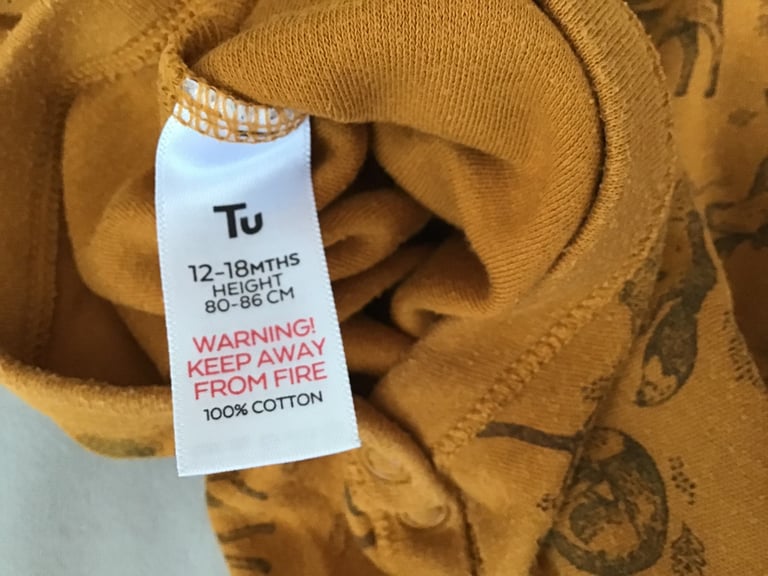 Tu
12-18MTHS
HEIGHT
80-86 CM
WARNING!
KEEP AWAY
FROM FIRE
100% COTTON